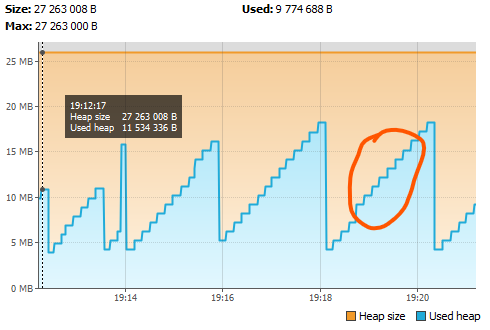 Size: 27 263 008 B Used: 9 774 688 B
Max: 27 263 000 B
25 MB
20 MB
15 MB
10 MB
5 MB
0 MB
19:12:17
Heap size 27 263 008 B
Used heap 11 534 336 B
19:14 19:16 19:18 19:20
Heap size Used heap